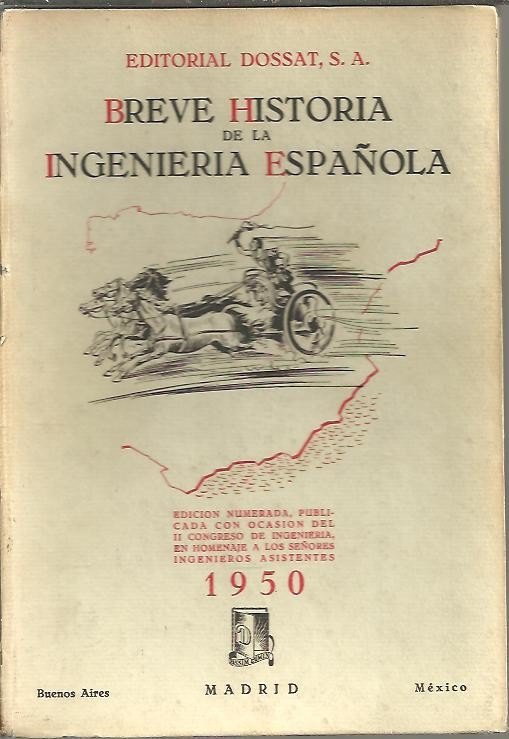 EDITORIAL DOSSAT, S. A.
BREVE HISTORIA
DE LA
INGENIERIA ESPAÑOLA
EDICION NUMERADA, PUBLI-
CADA CON OCASION DEL
II CONGRESO DE INGENIERIA,
EN HOMENAJE A LOS SEÑORES
INGENIEROS ASISTENTES
1950
Buenos Aires
MADRID
México